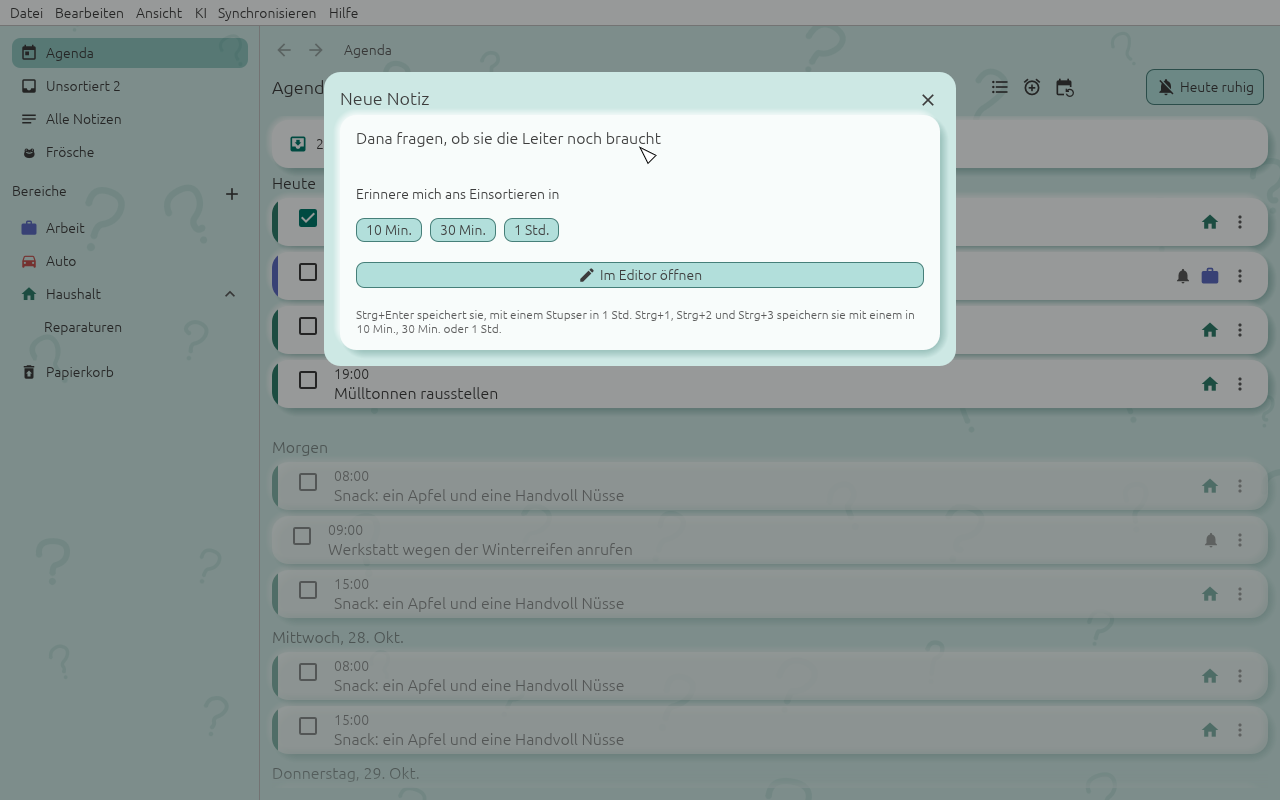 Datei Bearbeiten Ansicht KI Synchronisieren Hilfe
Agenda
Unsortiert 2
Alle Notizen
Frösche
Bereiche
Arbeit
Auto
Haushalt
Reparaturen
Papierkorb
Agenda
Agend
Heute ruhig
2
Heute
Neue Notiz
Dana fragen, ob sie die Leiter noch braucht
Erinnere mich ans Einsortieren in
10 Min. 30 Min. 1 Std.
Im Editor öffnen
Strg+Enter speichert sie, mit einem Stupser in 1 Std. Strg+1, Strg+2 und Strg+3 speichern sie mit einem in
10 Min., 30 Min. oder 1 Std.
19:00
Mülltonnen rausstellen
Morgen
08:00
Snack: ein Apfel und eine Handvoll Nüsse
09:00
Werkstatt wegen der Winterreifen anrufen
15:00
Snack: ein Apfel und eine Handvoll Nüsse
Mittwoch, 28. Okt.
08:00
Snack: ein Apfel und eine Handvoll Nüsse
15:00
Snack: ein Apfel und eine Handvoll Nüsse
Donnerstag, 29. Okt.